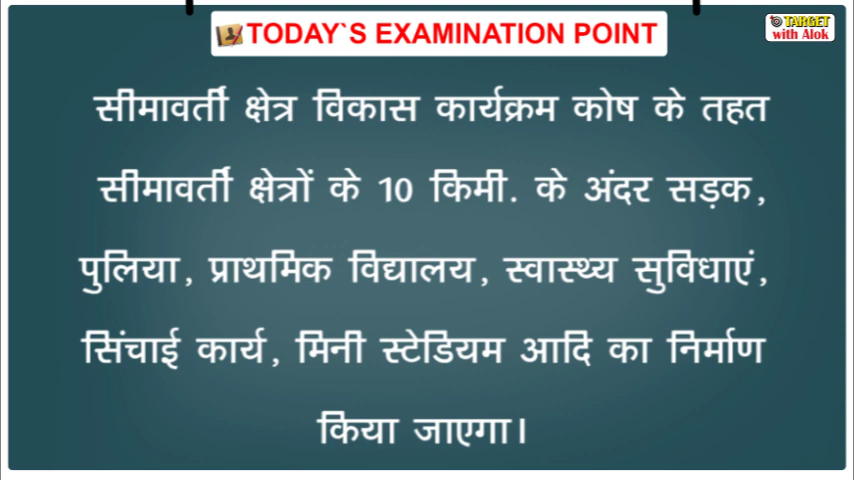 TODAY`S EXAMINATION POINT
TARGET
with Alok
सीमावर्ती क्षेत्र विकास कार्यक्रम कोष के तहत
सीमावर्ती क्षेत्रों के 10 किमी. के अंदर सड़क,
पुलिया, प्राथमिक विद्यालय, स्वास्थ्य सुविधाएं,
सिंचाई कार्य, मिनी स्टेडियम आदि का निर्माण
किया जाएगा।